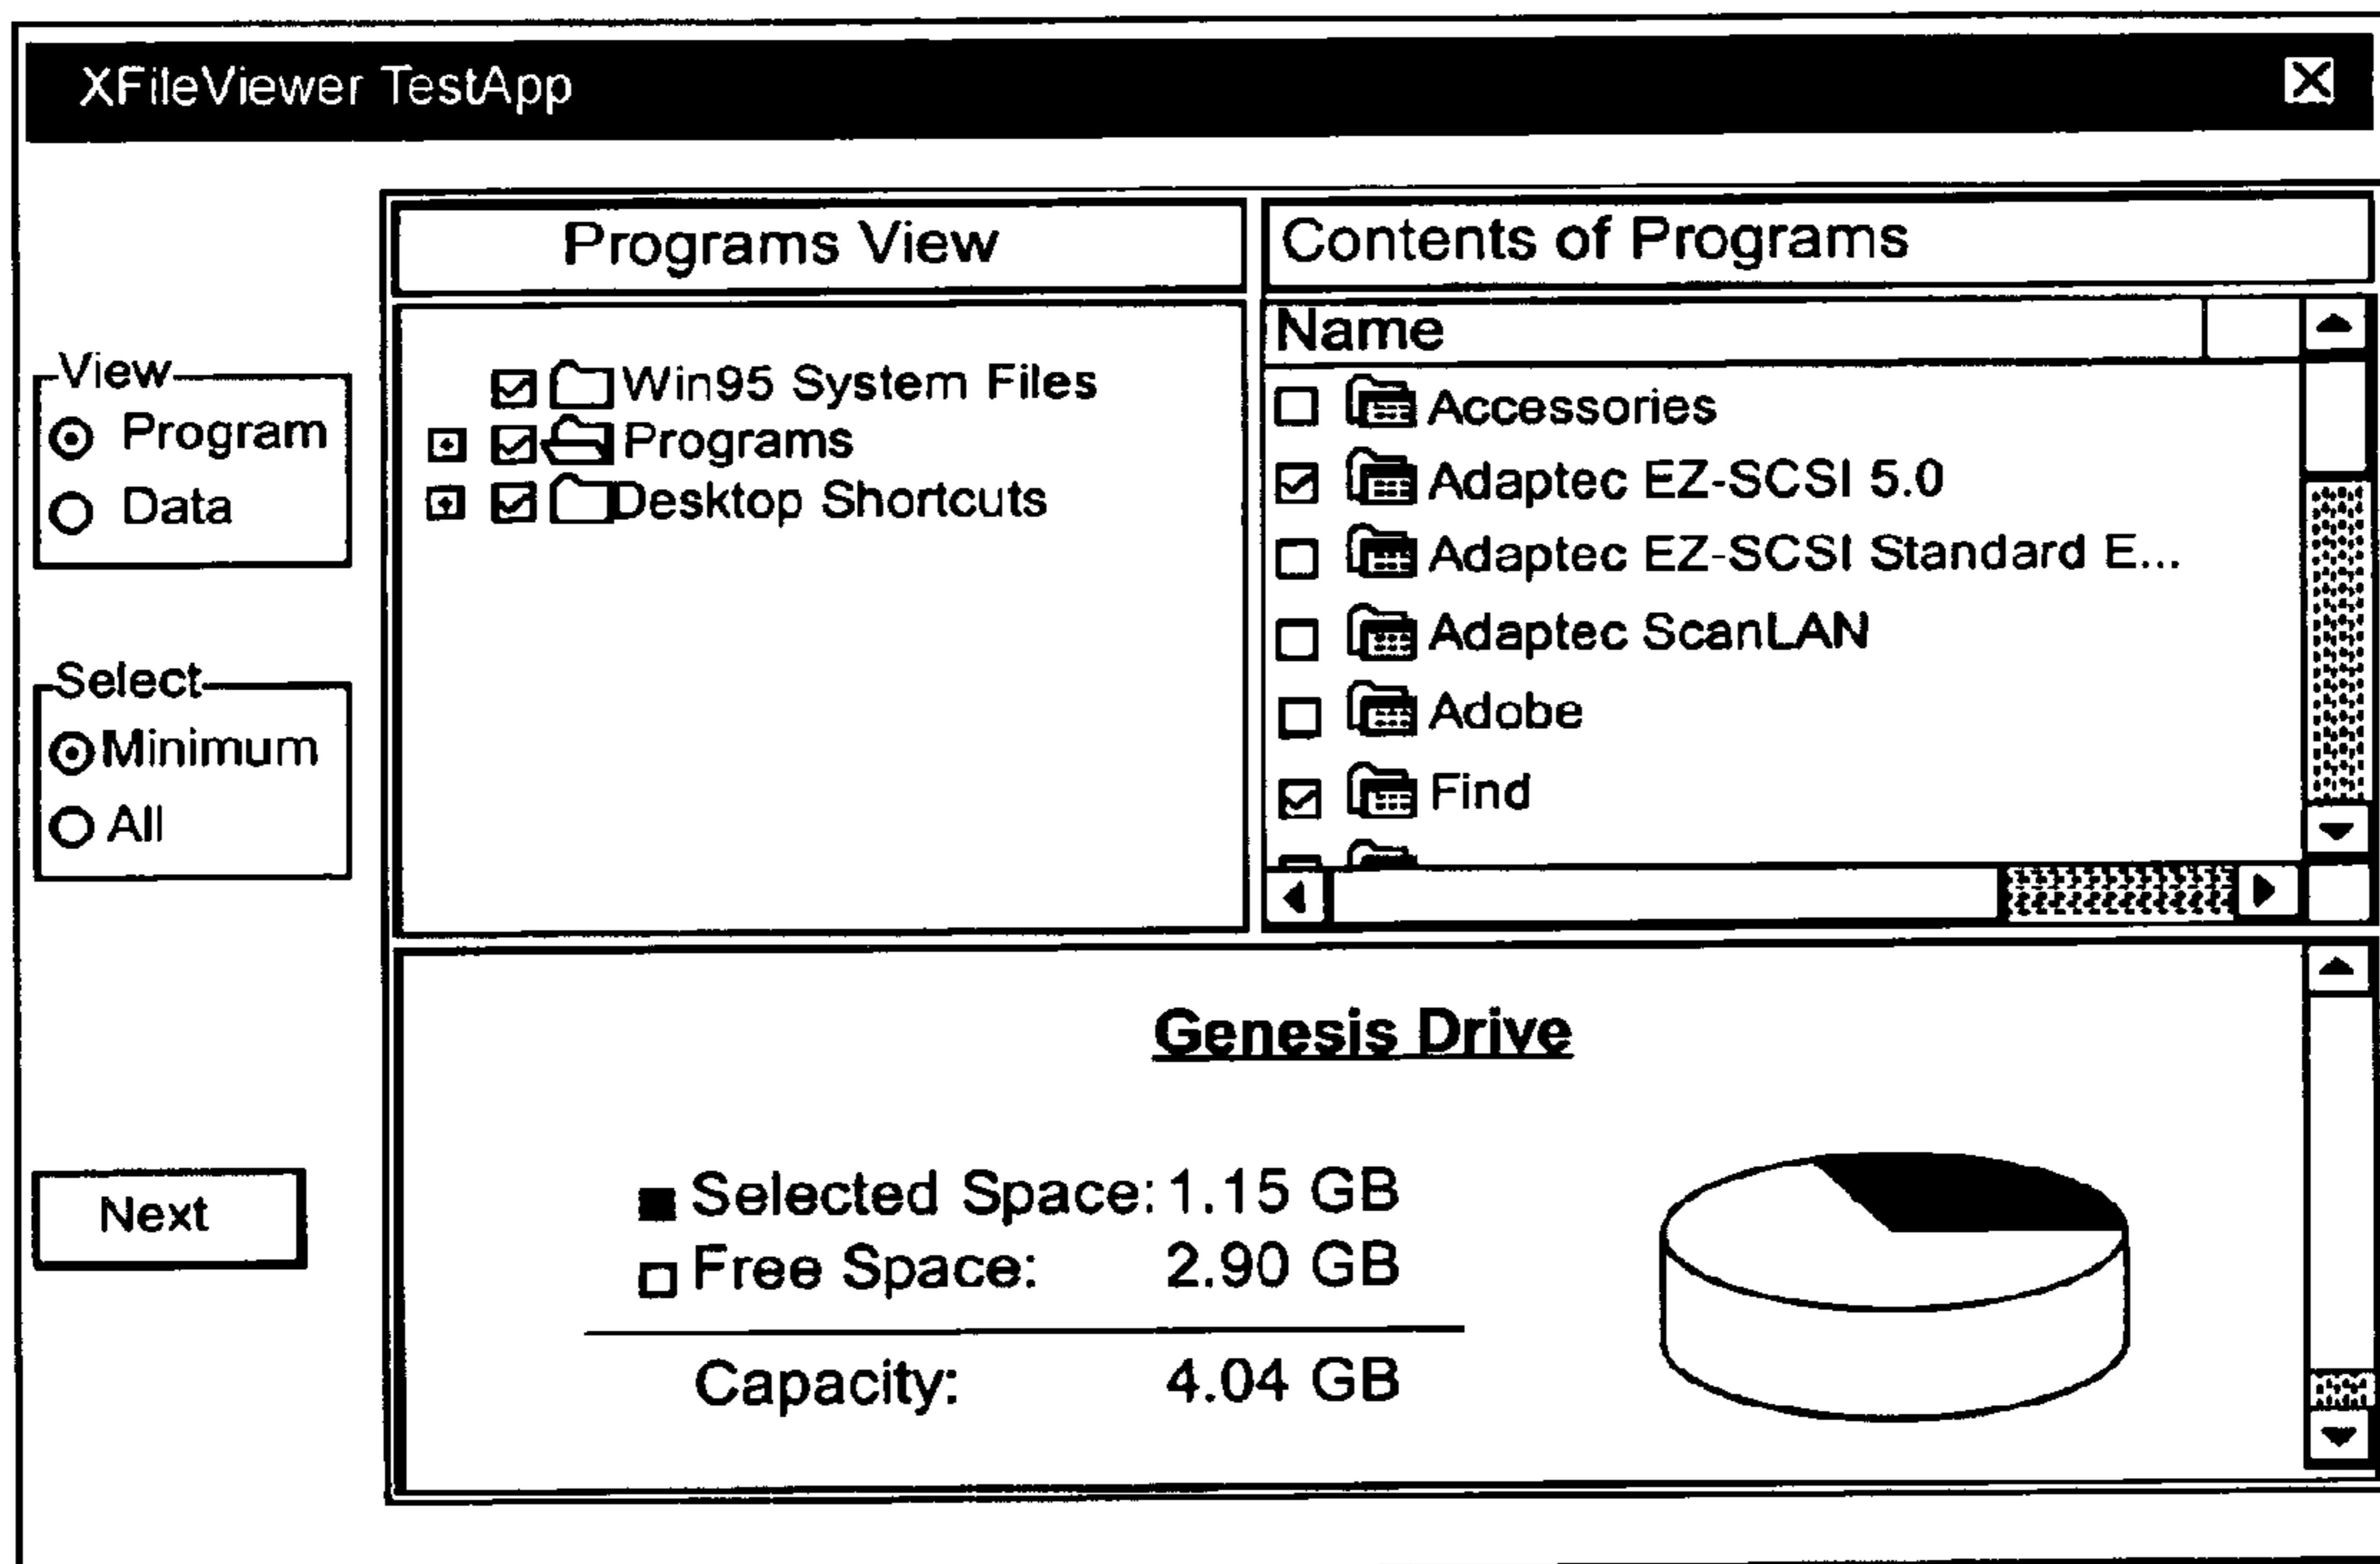 XFileViewer TestApp
Programs View
Contents of Programs
View
Program
Data
Select
Minimum
All
Next
Win95 System Files
Programs
Desktop Shortcuts
Name
Accessories
Adaptec EZ-SCSI 5.0
Adaptec EZ-SCSI Standard E...
Adaptec ScanLAN
Adobe
Find
Genesis Drive
Selected Space: 1.15 GB
Free Space: 2.90 GB
Capacity: 4.04 GB